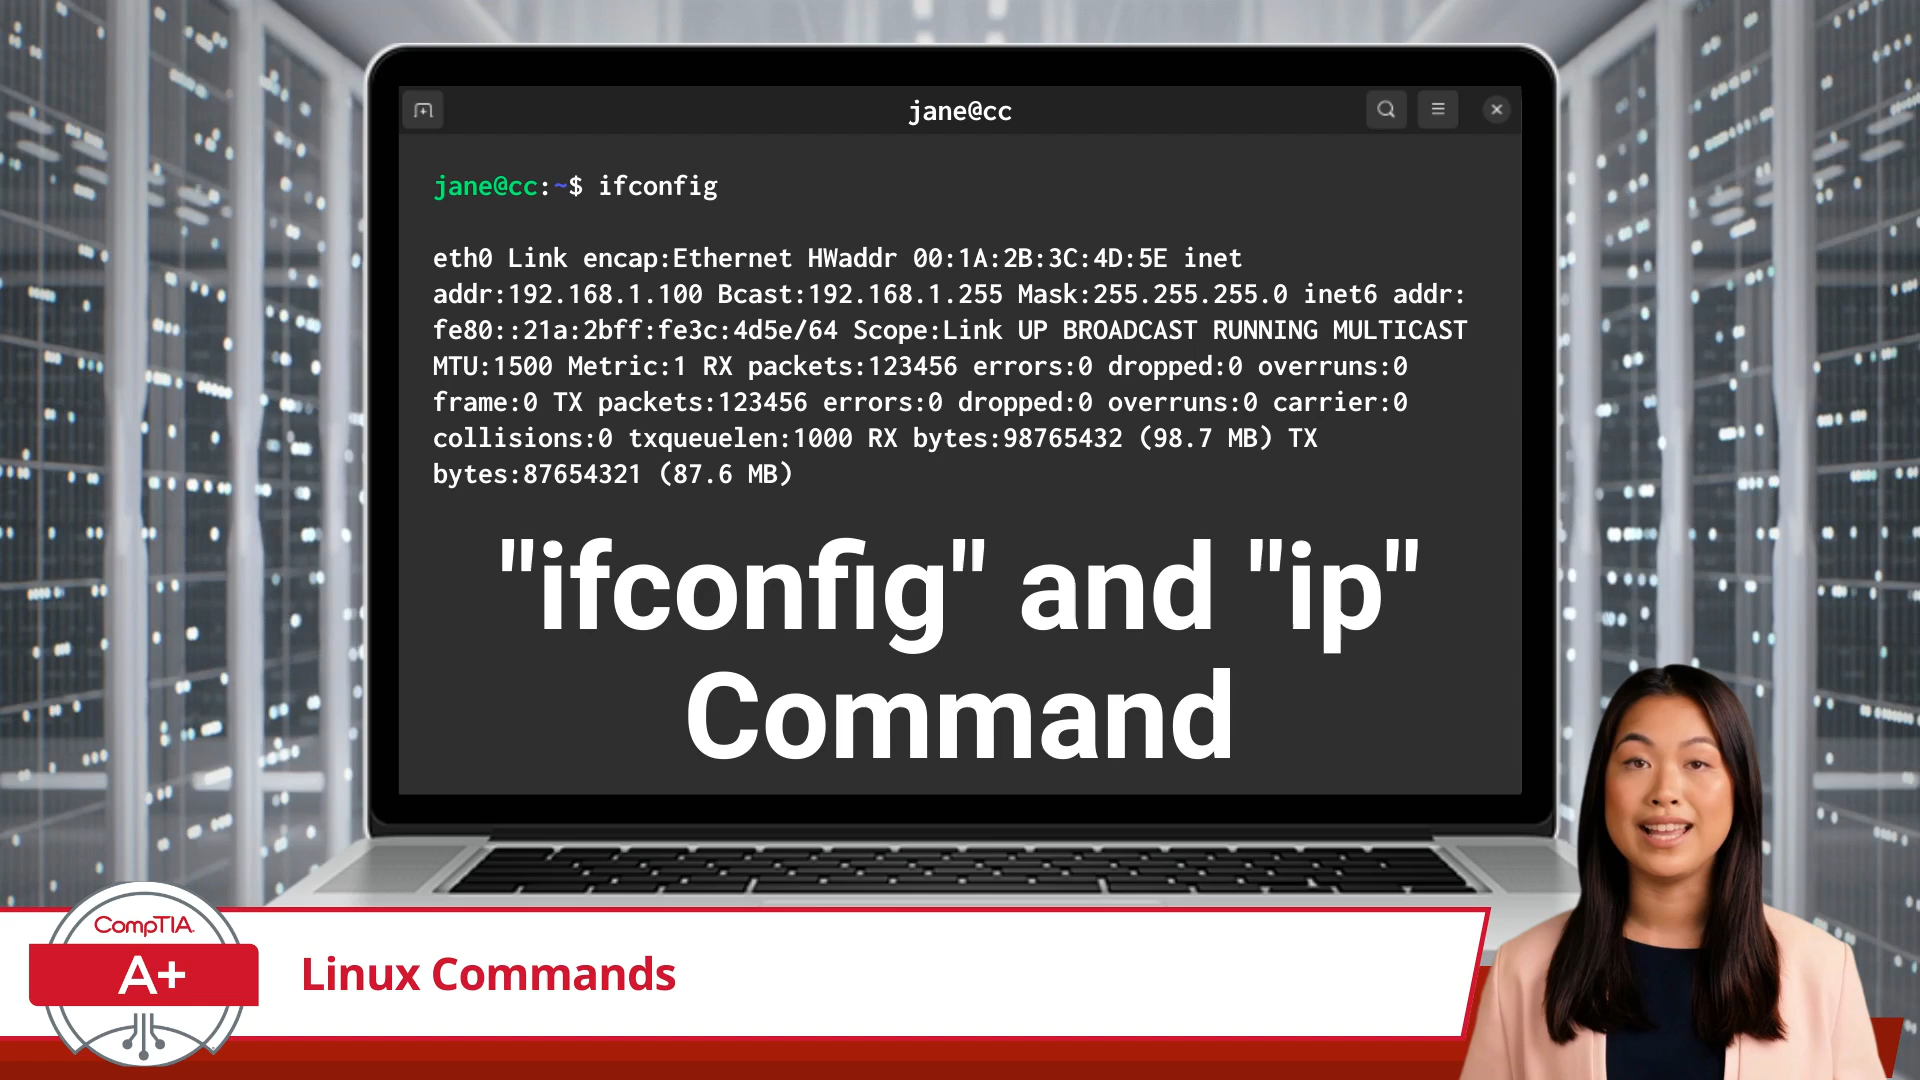 jane@cc
jane@cc:~$ ifconfig
eth0 Link encap:Ethernet HWaddr 00:1A:2B:3C:4D:5E inet
addr:192.168.1.100 Bcast:192.168.1.255 Mask:255.255.255.0 inet6 addr:
fe80::21a:2bff:fe3c:4d5e/64 Scope:Link UP BROADCAST RUNNING MULTICAST
MTU:1500 Metric:1 RX packets:123456 errors:0 dropped:0 overruns:0
frame:0 TX packets:123456 errors:0 dropped:0 overruns:0 carrier:0
collisions:0 txqueuelen:1000 RX bytes:98765432 (98.7 MB) TX
bytes:87654321 (87.6 MB)
"ifconfig" and "ip"
Command
CompTIA.
A+
Linux Commands